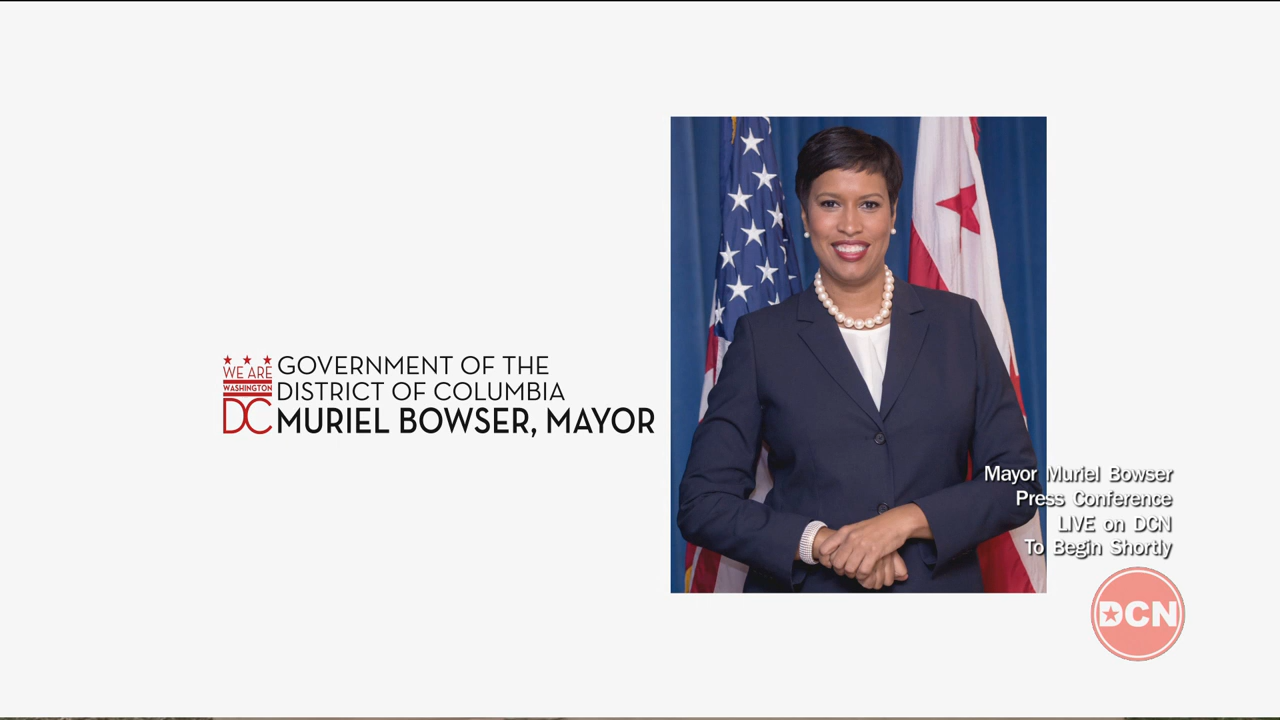 WE ARE
WASHINGTON
DC
GOVERNMENT OF THE
DISTRICT OF COLUMBIA
MURIEL BOWSER, MAYOR
Mayor Muriel Bowser
Press Conference
LIVE on DCN
To Begin Shortly
DCN